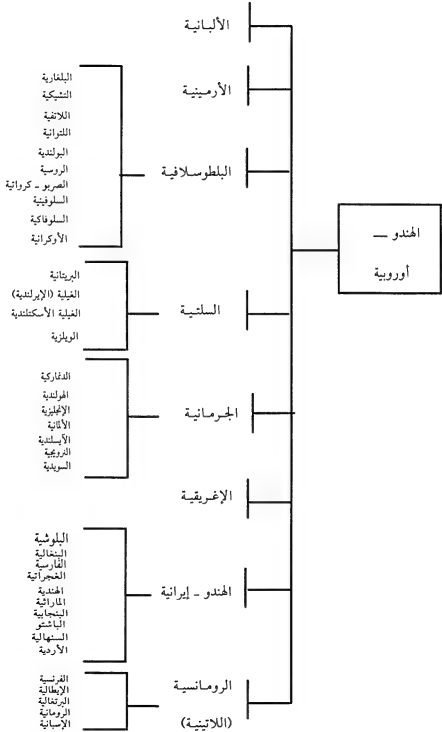 الهندو —
أوروبية
الألبانية
الأرمينية
البلطوسلافية
البلغارية
التشيكية
اللاتفية
اللتوانية
البولندية
الروسية
الصربو - كرواتية
السلوفينية
السلوفاكية
الأوكرانية
السلتية
البريتانية
الغيلية (الإيرلندية)
الغيلية الأسكتلندية
الويلزية
الجرمانية
الدنماركية
الهولندية
الإنجليزية
الألمانية
الآيسلندية
النرويجية
السويدية
الإغريقية
الهندو - إيرانية
البلوشية
البنغالية
الفارسية
الغجراتية
الهندية
الماراثية
البنجابية
الباشتو
السنهالية
الأردية
الرومانسية
(اللاتينية)
الفرنسية
الإيطالية
البرتغالية
الرومانية
الإسبانية